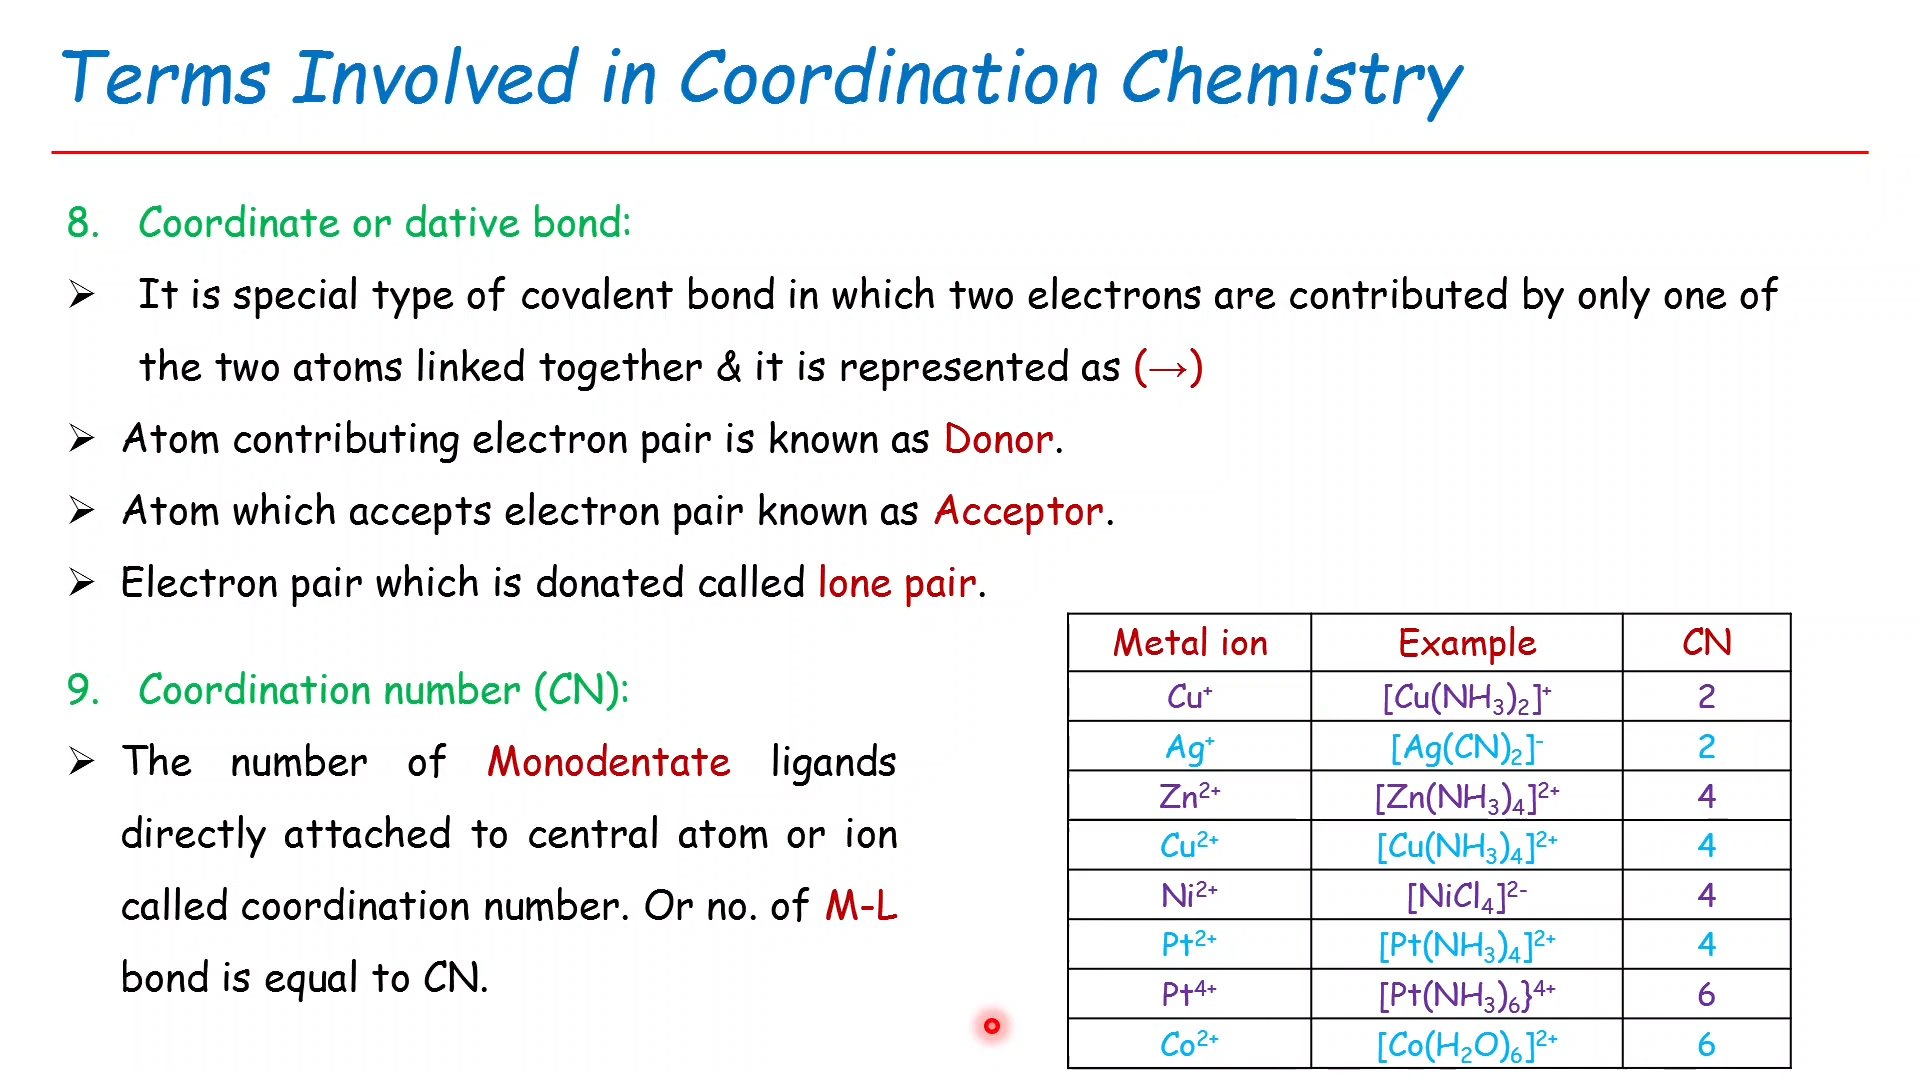 Terms Involved in Coordination Chemistry
8. Coordinate or dative bond:
➢ It is special type of covalent bond in which two electrons are contributed by only one of
the two atoms linked together & it is represented as (→)
➢ Atom contributing electron pair is known as Donor.
➢ Atom which accepts electron pair known as Acceptor.
➢ Electron pair which is donated called lone pair.
9. Coordination number (CN):
➢ The number of Monodentate ligands
directly attached to central atom or ion
called coordination number. Or no. of M-L
bond is equal to CN.
Metal ion Example CN
Cu⁺ [Cu(NH₃)₂]⁺ 2
Ag⁺ [Ag(CN)₂]⁻ 2
Zn²⁺ [Zn(NH₃)₄]²⁺ 4
Cu²⁺ [Cu(NH₃)₄]²⁺ 4
Ni²⁺ [NiCl₄]²⁻ 4
Pt²⁺ [Pt(NH₃)₄]²⁺ 4
Pt⁴⁺ [Pt(NH₃)₆}⁴⁺ 6
Co²⁺ [Co(H₂O)₆]²⁺ 6